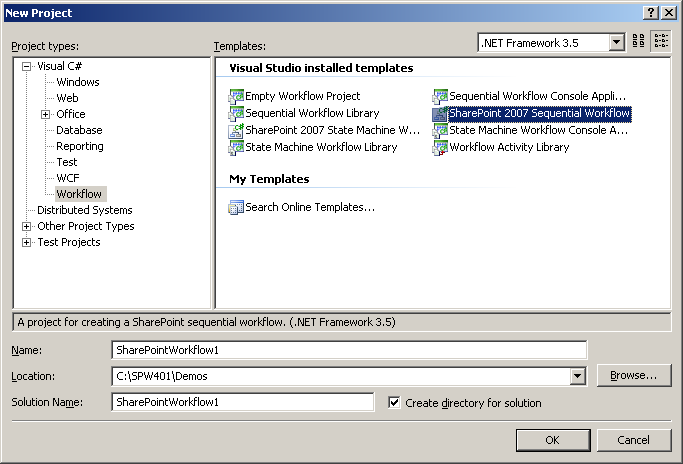 New Project
Project types:
Templates:
.NET Framework 3.5
Visual C#
Windows
Web
Office
Database
Reporting
Test
WCF
Workflow
Distributed Systems
Other Project Types
Test Projects
Visual Studio installed templates
Empty Workflow Project
Sequential Workflow Console Appli...
Sequential Workflow Library
SharePoint 2007 Sequential Workflow
SharePoint 2007 State Machine W...
State Machine Workflow Console A...
State Machine Workflow Library
Workflow Activity Library
My Templates
Search Online Templates...
A project for creating a SharePoint sequential workflow. (.NET Framework 3.5)
Name:
SharePointWorkflow1
Location:
C:\SPW401\Demos
Browse...
Solution Name:
SharePointWorkflow1
Create directory for solution
OK
Cancel